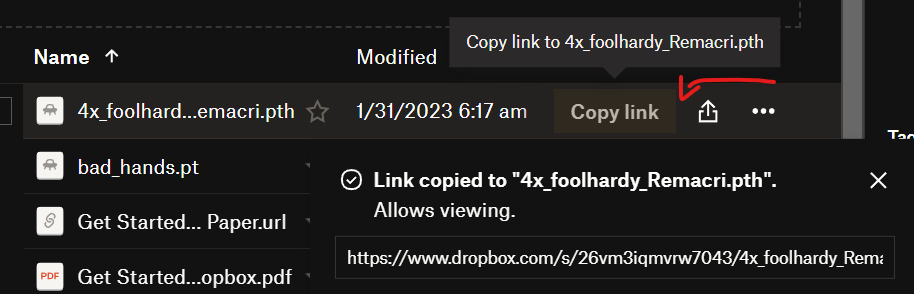 Copy link to 4x_foolhardy_Remacri.pth
Name ↑ Modified
4x_foolhard...emacri.pth 1/31/2023 6:17 am Copy link •••
bad_hands.pt
Link copied to "4x_foolhardy_Remacri.pth".
Allows viewing.
Get Started... Paper.url
https://www.dropbox.com/s/26vm3iqmvrw7043/4x_foolhardy_Rema
PDF Get Started...opbox.pdf